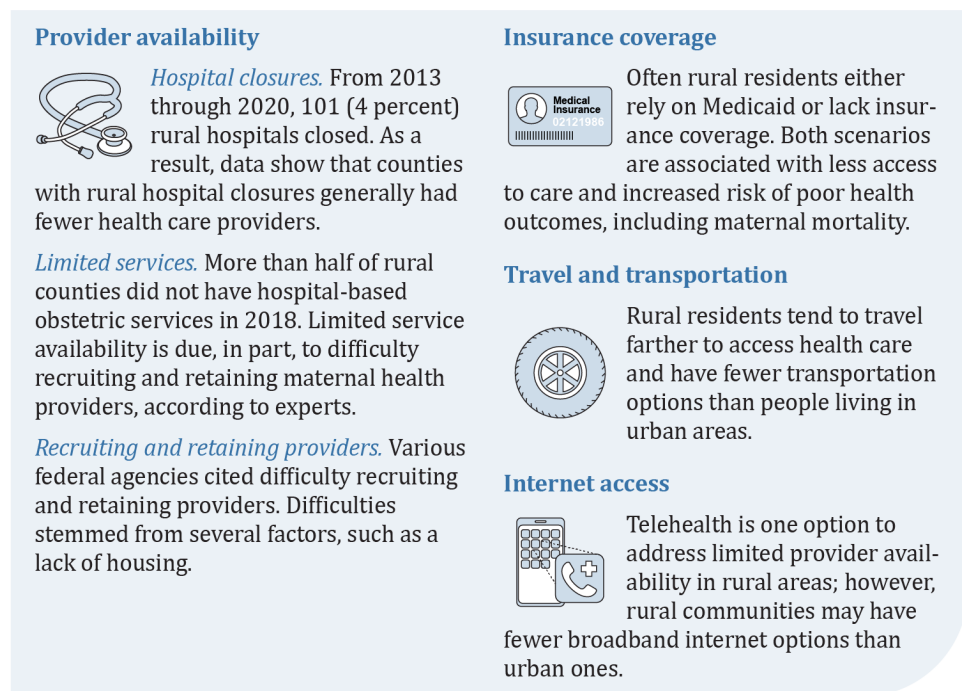 Provider availability
Hospital closures. From 2013
through 2020, 101 (4 percent)
rural hospitals closed. As a
result, data show that counties
with rural hospital closures generally had
fewer health care providers.
Limited services. More than half of rural
counties did not have hospital-based
obstetric services in 2018. Limited service
availability is due, in part, to difficulty
recruiting and retaining maternal health
providers, according to experts.
Recruiting and retaining providers. Various
federal agencies cited difficulty recruiting
and retaining providers. Difficulties
stemmed from several factors, such as a
lack of housing.
Insurance coverage
Medical
Insurance
02121986
Often rural residents either
rely on Medicaid or lack insur-
ance coverage. Both scenarios
are associated with less access
to care and increased risk of poor health
outcomes, including maternal mortality.
Travel and transportation
Rural residents tend to travel
farther to access health care
and have fewer transportation
options than people living in
urban areas.
Internet access
Telehealth is one option to
address limited provider avail-
ability in rural areas; however,
rural communities may have
fewer broadband internet options than
urban ones.